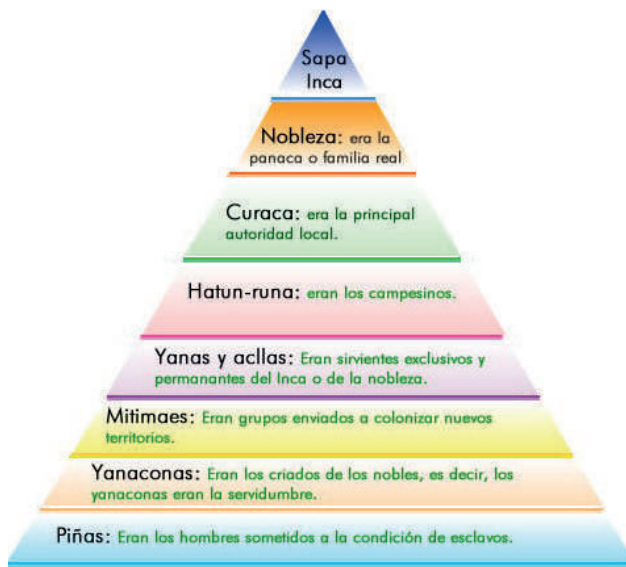 Sapa
Inca
Nobleza: era la
panaca o familia real
Curaca: era la principal
autoridad local.
Hatun-runa: eran los campesinos.
Yanas y acllas: Eran sirvientes exclusivos y
permanantes del Inca o de la nobleza.
Mitimaes: Eran grupos enviados a colonizar nuevos
territorios.
Yanaconas: Eran los criados de los nobles, es decir, los
yanaconas eran la servidumbre.
Piñas: Eran los hombres sometidos a la condición de esclavos.